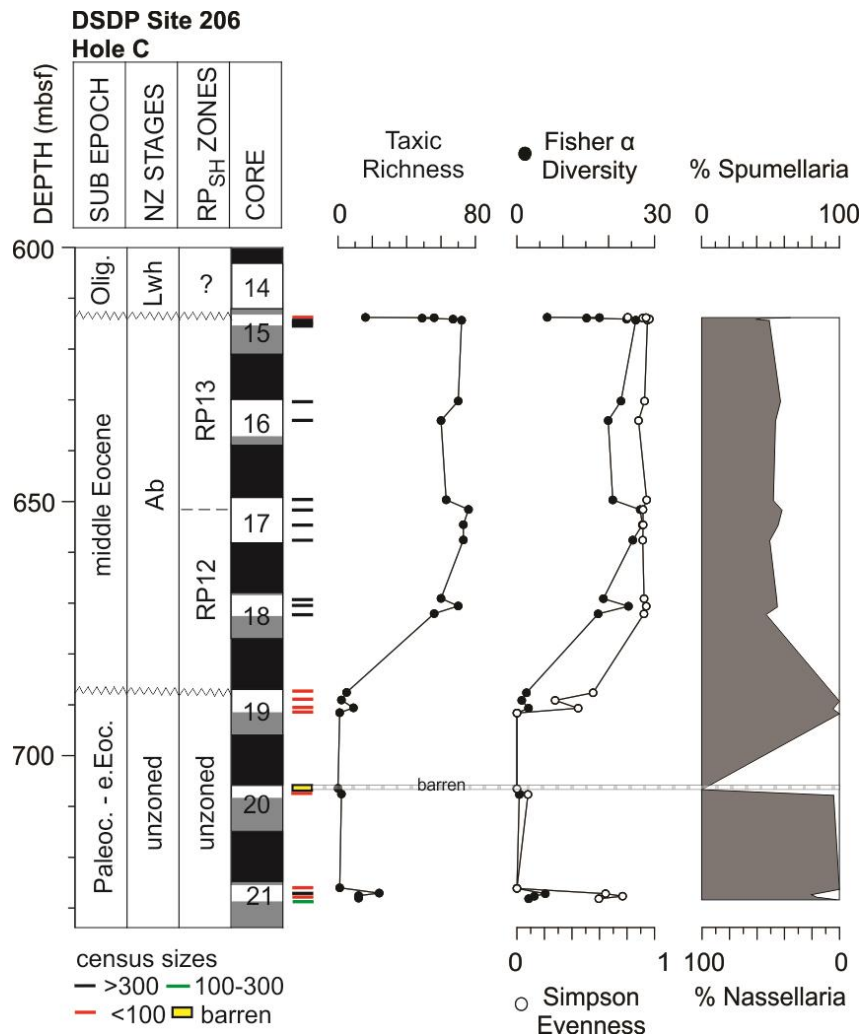 DSDP Site 206
Hole C
DEPTH (mbsf)
SUB EPOCH
NZ STAGES
RPSH ZONES
CORE
Taxic
Richness
0
80
Fisher α
Diversity
0
30
% Spumellaria
0
100
600
650
700
Olig.
middle Eocene
Paleoc. - e.Eoc.
Lwh
Ab
unzoned
?
RP13
RP12
unzoned
14
15
16
17
18
19
20
21
barren
census sizes
>300
100-300
<100
barren
0
1
Simpson
Evenness
100
0
% Nassellaria